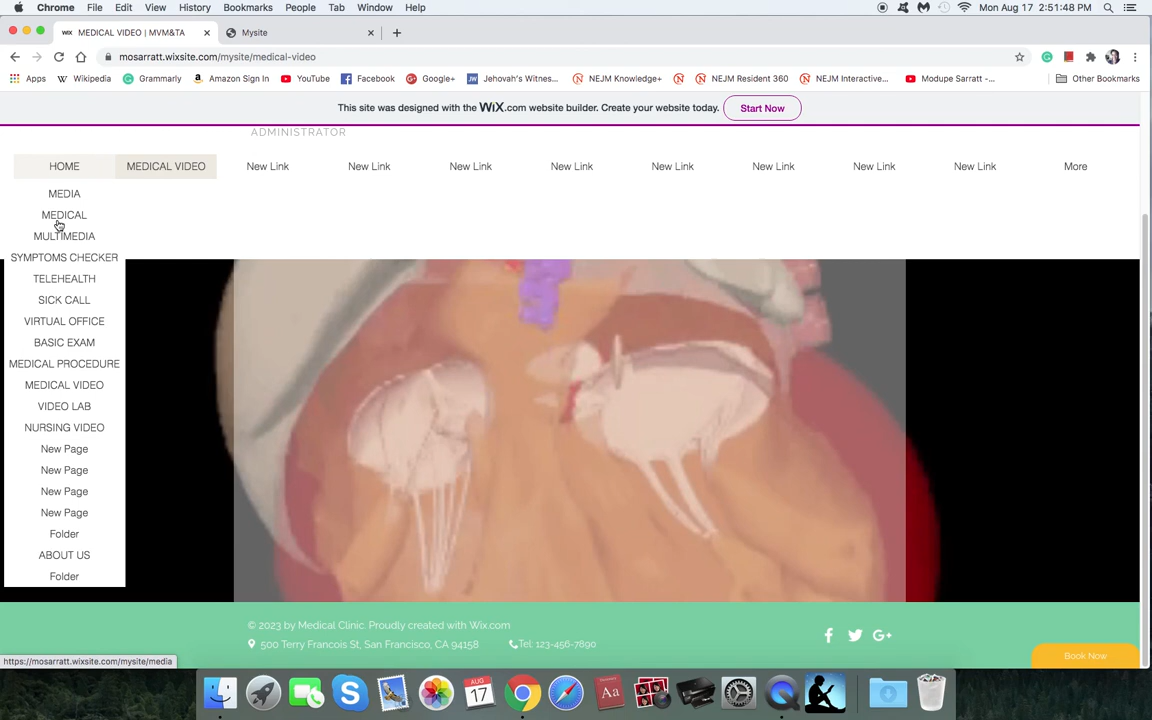 Chrome File Edit View History Bookmarks People Tab Window Help Mon Aug 17 2:51:48 PM
WIX MEDICAL VIDEO | MVM&TA Mysite
mosarratt.wixsite.com/mysite/medical-video
Apps Wikipedia Grammarly Amazon Sign In YouTube Facebook Google+ Jehovah's Witnes... NEJM Knowledge+ NEJM Resident 360 NEJM Interactive... Modupe Sarratt -... Other Bookmarks
This site was designed with the WiX.com website builder. Create your website today. Start Now
ADMINISTRATOR
HOME MEDICAL VIDEO New Link New Link New Link New Link New Link New Link New Link New Link More
MEDIA
MEDICAL
MULTIMEDIA
SYMPTOMS CHECKER
TELEHEALTH
SICK CALL
VIRTUAL OFFICE
BASIC EXAM
MEDICAL PROCEDURE
MEDICAL VIDEO
VIDEO LAB
NURSING VIDEO
New Page
New Page
New Page
New Page
Folder
ABOUT US
Folder
© 2023 by Medical Clinic. Proudly created with Wix.com
500 Terry Francois St, San Francisco, CA 94158 Tel: 123-456-7890
Book Now
https://mosarratt.wixsite.com/mysite/media
AUG
17
Aa